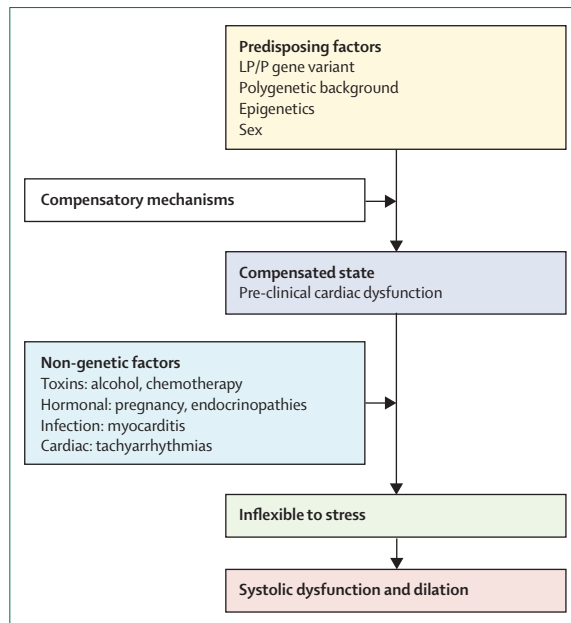 Predisposing factors
LP/P gene variant
Polygenetic background
Epigenetics
Sex
Compensatory mechanisms
Compensated state
Pre-clinical cardiac dysfunction
Non-genetic factors
Toxins: alcohol, chemotherapy
Hormonal: pregnancy, endocrinopathies
Infection: myocarditis
Cardiac: tachyarrhythmias
Inflexible to stress
Systolic dysfunction and dilation